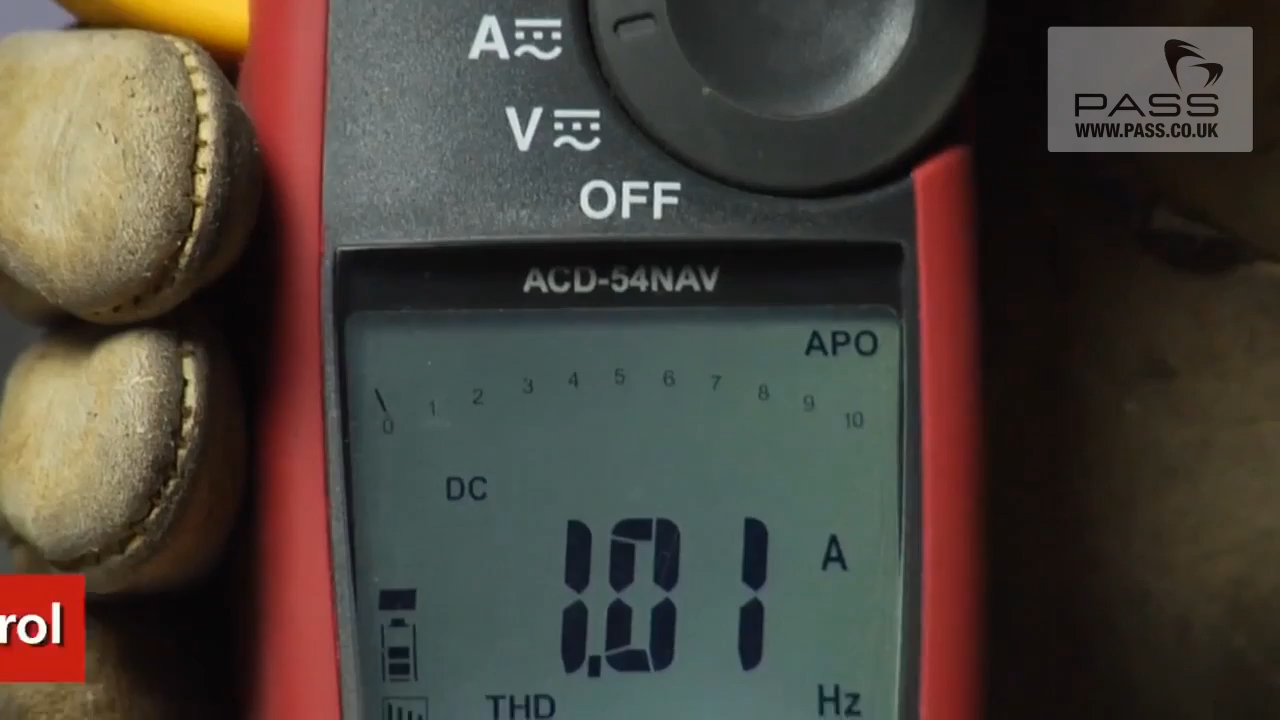 A
V
OFF
PASS
WWW.PASS.CO.UK
ACD-54NAV
APO
0 1 2 3 4 5 6 7 8 9 10
DC
1.01 A
rol
THD Hz